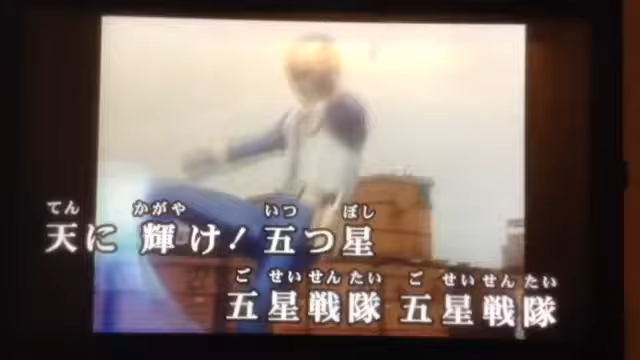 てん かがや いつ ぼし
天に 輝け! 五つ星
ご せいせんたい ご せいせんたい
五星戦隊 五星戦隊